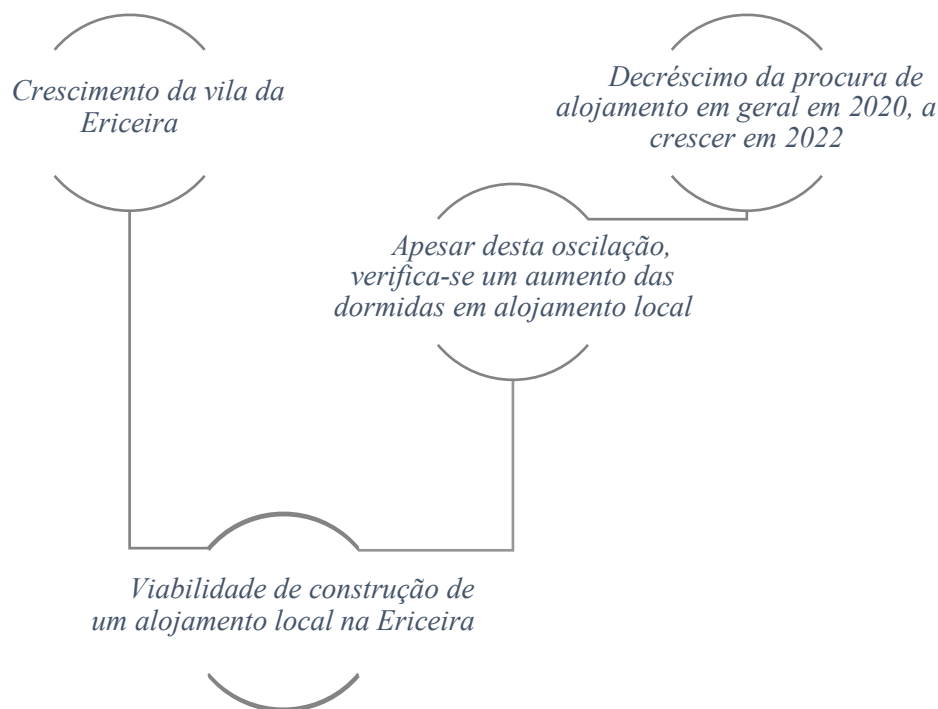 Crescimento da vila da
Ericeira
Decréscimo da procura de
alojamento em geral em 2020, a
crescer em 2022
Apesar desta oscilação,
verifica-se um aumento das
dormidas em alojamento local
Viabilidade de construção de
um alojamento local na Ericeira